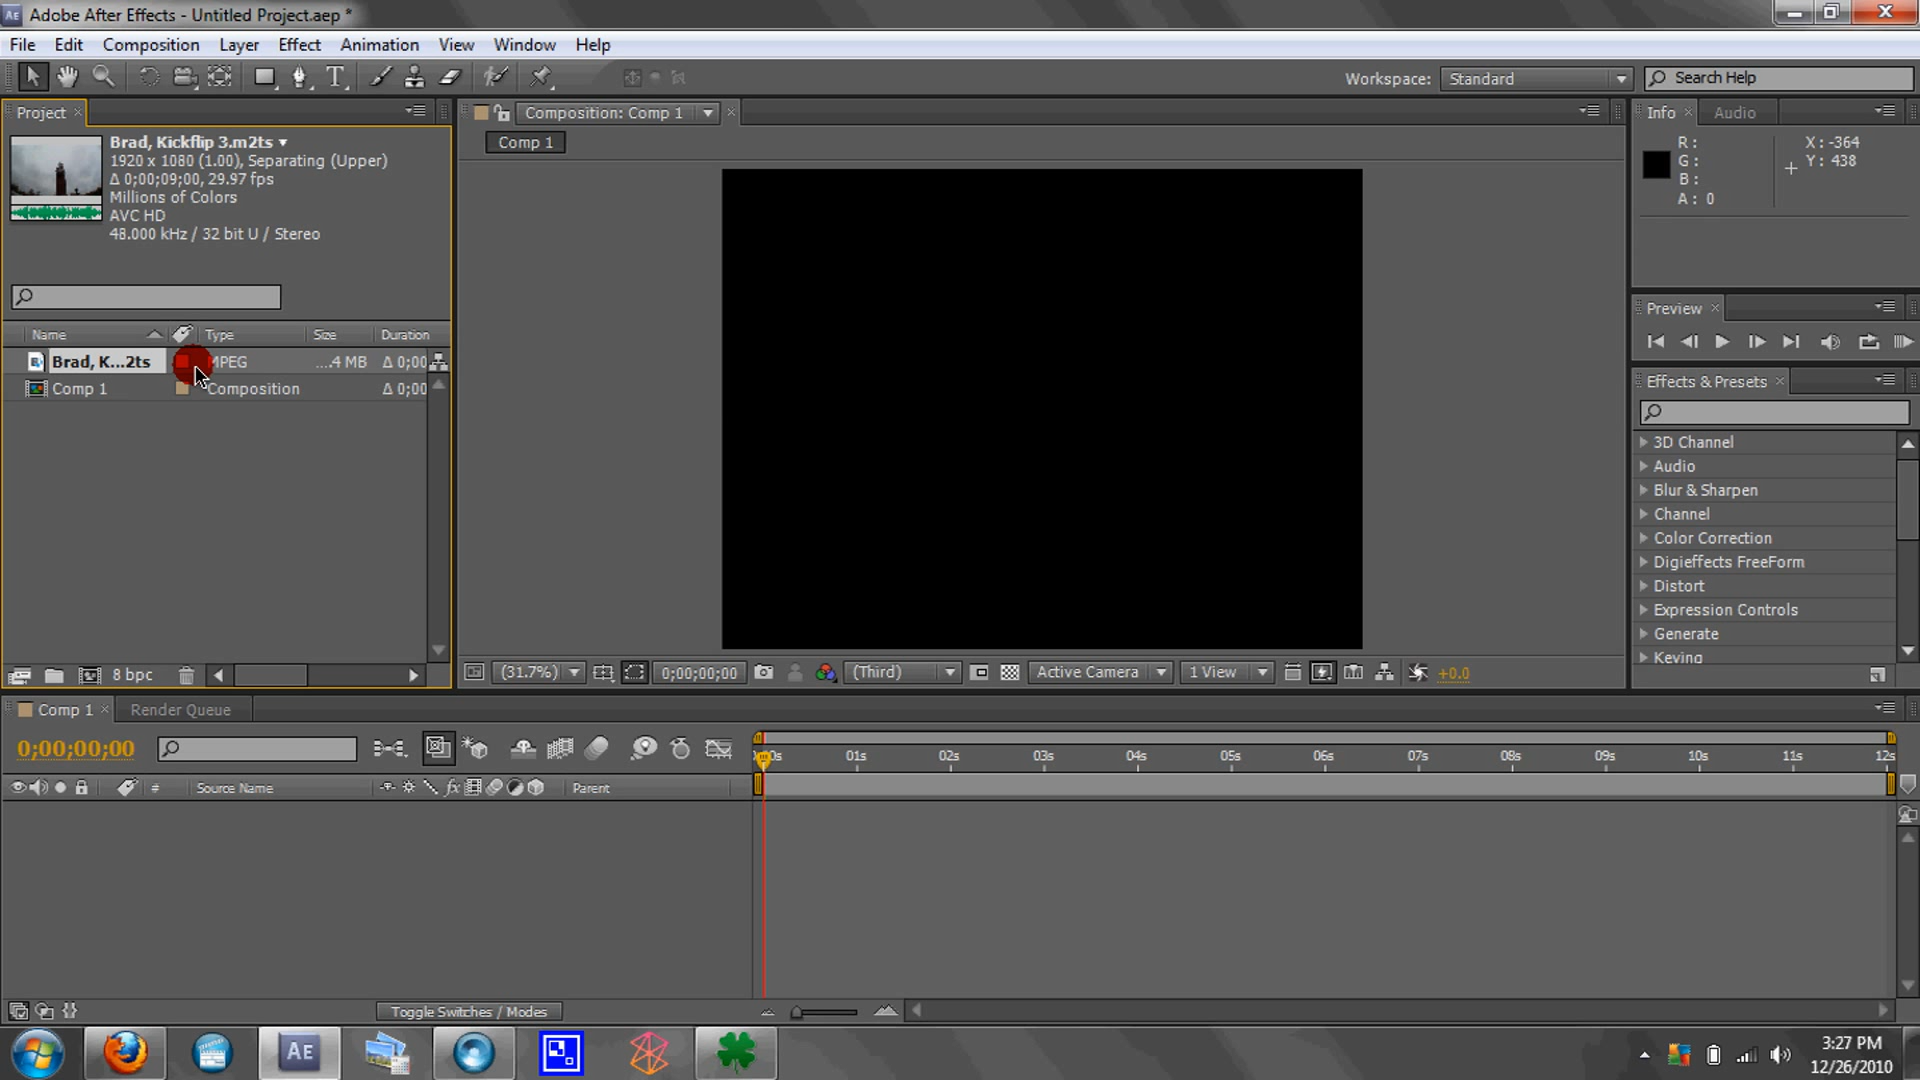 Adobe After Effects - Untitled Project.aep *
File Edit Composition Layer Effect Animation View Window Help
Workspace: Standard Search Help
Project
Brad, Kickflip 3.m2ts
1920 x 1080 (1.00), Separating (Upper)
Δ 0;00;09;00, 29.97 fps
Millions of Colors
AVC HD
48.000 kHz / 32 bit U / Stereo
Name Type Size Duration
Brad, K...2ts MPEG ....4 MB Δ 0;00
Comp 1 Composition Δ 0;00
8 bpc
Composition: Comp 1
Comp 1
(31.7%) 0;00;00;00 (Third) Active Camera 1 View +0.0
Info Audio
R: X: -364
G: Y: 438
B:
A: 0
Preview
Effects & Presets
3D Channel
Audio
Blur & Sharpen
Channel
Color Correction
Digieffects FreeForm
Distort
Expression Controls
Generate
Keying
Comp 1 Render Queue
0;00;00;00
# Source Name fx Parent
01s 02s 03s 04s 05s 06s 07s 08s 09s 10s 11s 12s
Toggle Switches / Modes
AE
3:27 PM
12/26/2010